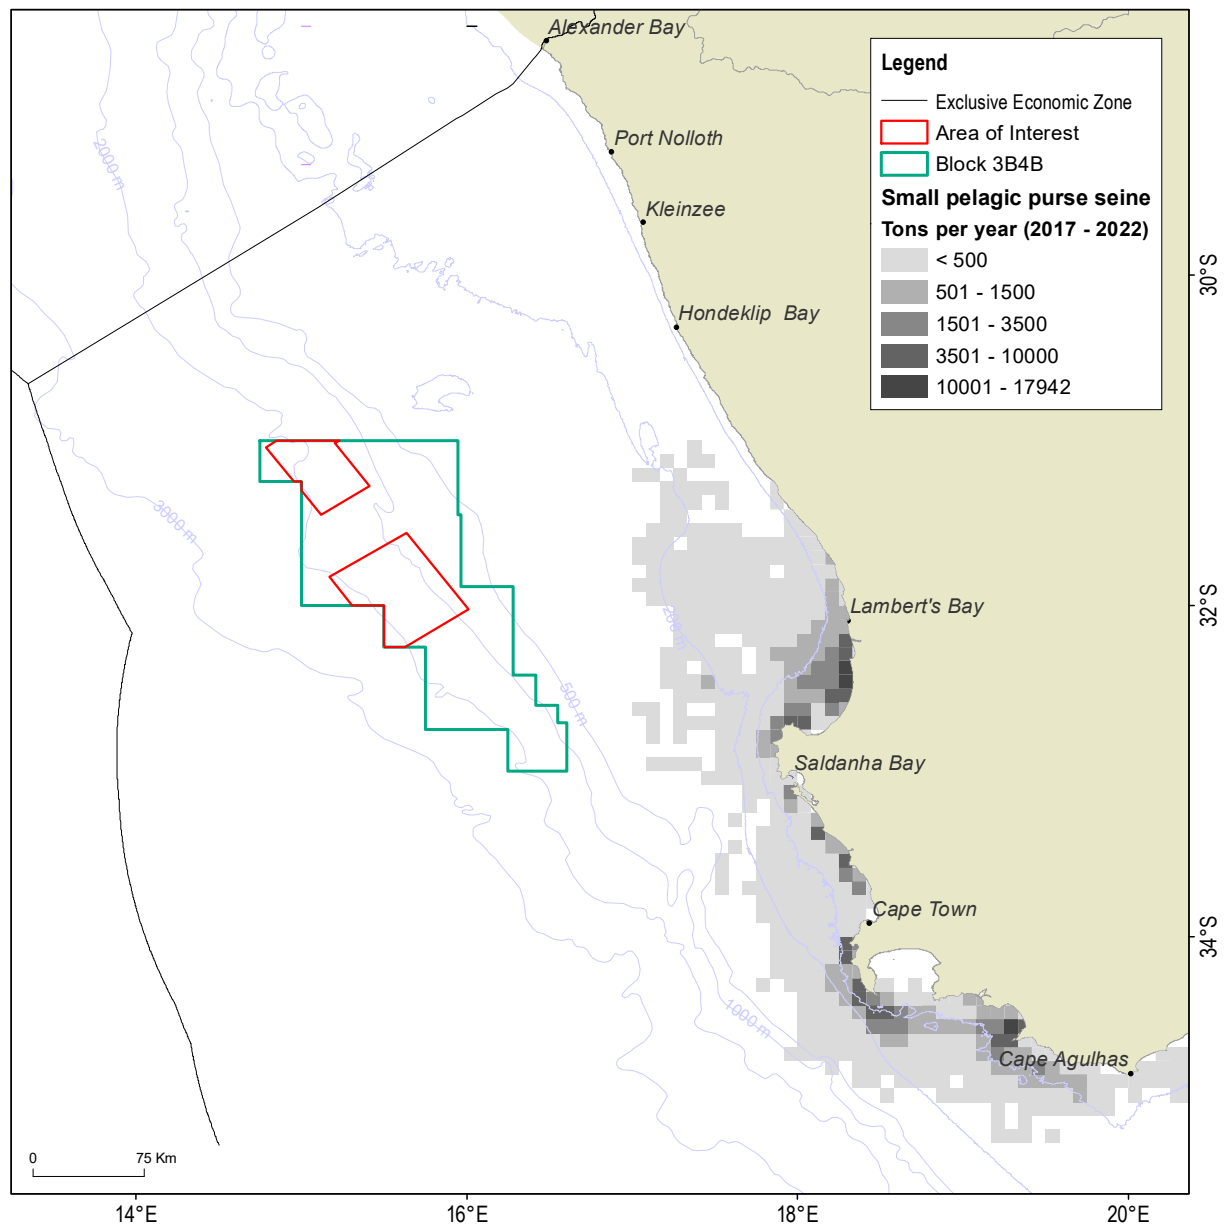 Alexander Bay
Port Nolloth
Kleinzee
Hondeklip Bay
Lambert's Bay
Saldanha Bay
Cape Town
Cape Agulhas
2000 m
3000 m
200 m
500 m
1000 m
Legend
Exclusive Economic Zone
Area of Interest
Block 3B4B
Small pelagic purse seine
Tons per year (2017 - 2022)
< 500
501 - 1500
1501 - 3500
3501 - 10000
10001 - 17942
30°S
32°S
34°S
0 75 Km
14°E 16°E 18°E 20°E